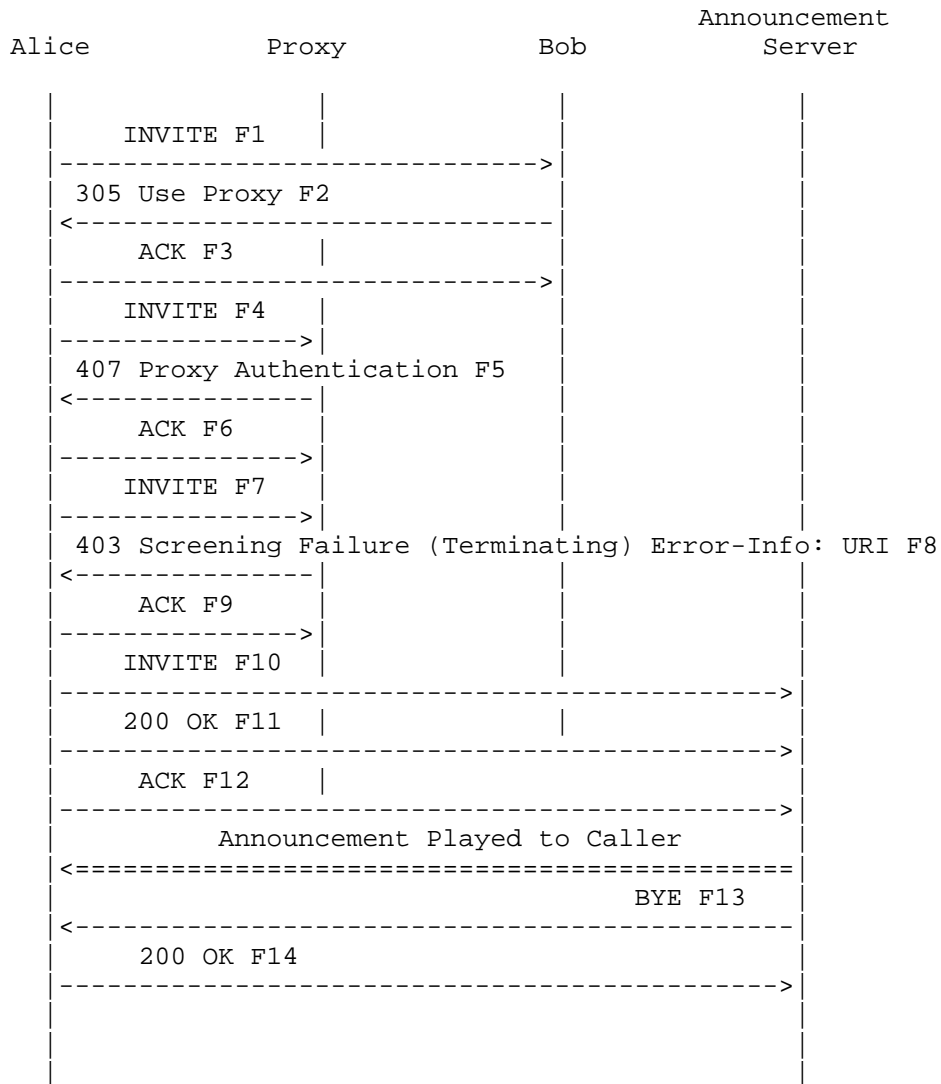 Announcement
Alice Proxy Bob Server
INVITE F1
305 Use Proxy F2
ACK F3
INVITE F4
407 Proxy Authentication F5
ACK F6
INVITE F7
403 Screening Failure (Terminating) Error-Info: URI F8
ACK F9
INVITE F10
200 OK F11
ACK F12
Announcement Played to Caller
BYE F13
200 OK F14